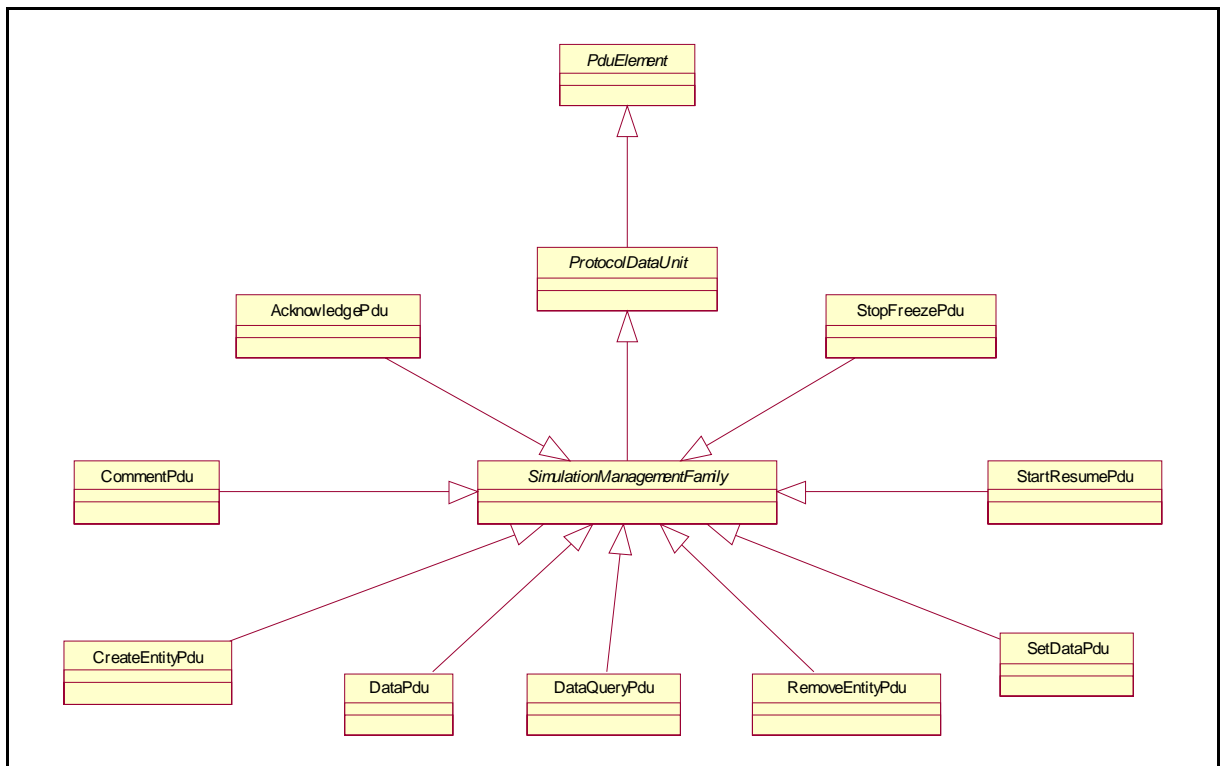 PduElement
ProtocolDataUnit
AcknowledgePdu
StopFreezePdu
CommentPdu
SimulationManagementFamily
StartResumePdu
CreateEntityPdu
SetDataPdu
DataPdu
DataQueryPdu
RemoveEntityPdu